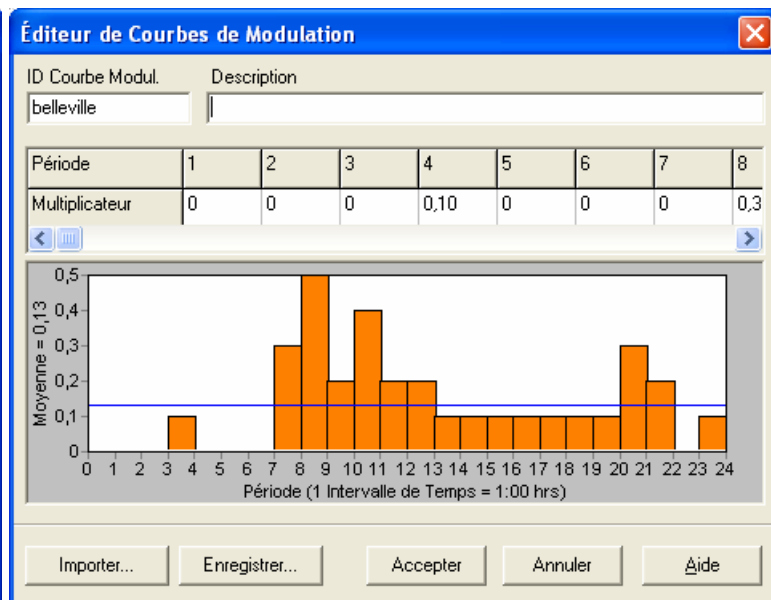 Éditeur de Courbes de Modulation
ID Courbe Modul. Description
belleville
Période 1 2 3 4 5 6 7 8
Multiplicateur 0 0 0 0,10 0 0 0 0,3
Moyenne = 0,13
0,5
0,4
0,3
0,2
0,1
0
0 1 2 3 4 5 6 7 8 9 10 11 12 13 14 15 16 17 18 19 20 21 22 23 24
Période (1 Intervalle de Temps = 1:00 hrs)
Importer... Enregistrer... Accepter Annuler Aide